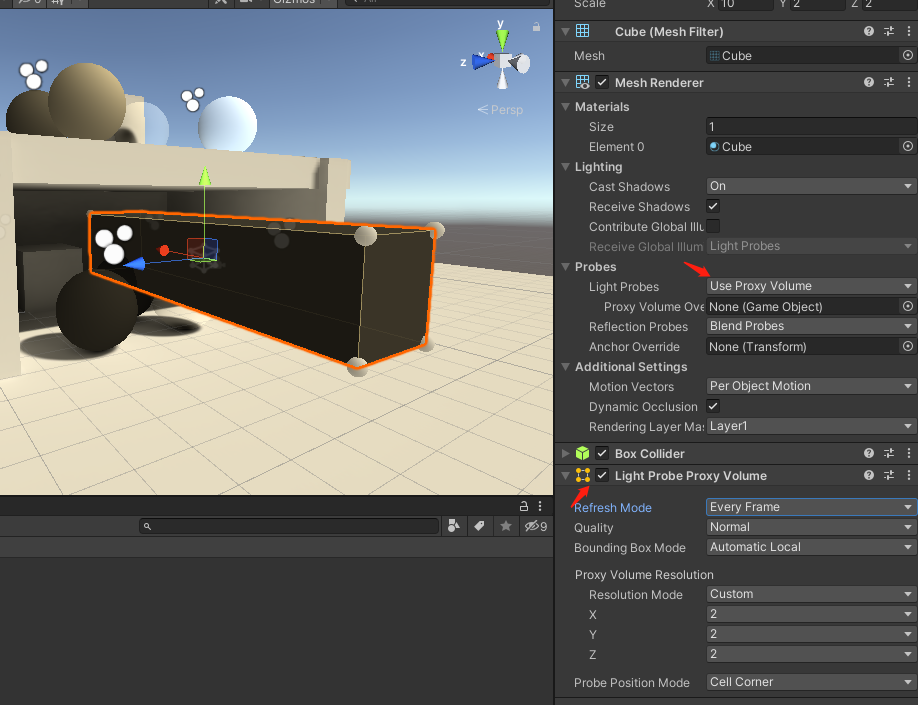 Gizmos
All
Scale X 10 Y 2 Z 2
y
x
z
Persp
Cube (Mesh Filter)
Mesh Cube
Mesh Renderer
Materials
Size 1
Element 0 Cube
Lighting
Cast Shadows On
Receive Shadows
Contribute Global Illu
Receive Global Illum Light Probes
Probes
Light Probes Use Proxy Volume
Proxy Volume Ove None (Game Object)
Reflection Probes Blend Probes
Anchor Override None (Transform)
Additional Settings
Motion Vectors Per Object Motion
Dynamic Occlusion
Rendering Layer Mas Layer1
Box Collider
Light Probe Proxy Volume
Refresh Mode Every Frame
9
Quality Normal
Bounding Box Mode Automatic Local
Proxy Volume Resolution
Resolution Mode Custom
X 2
Y 2
Z 2
Probe Position Mode Cell Corner